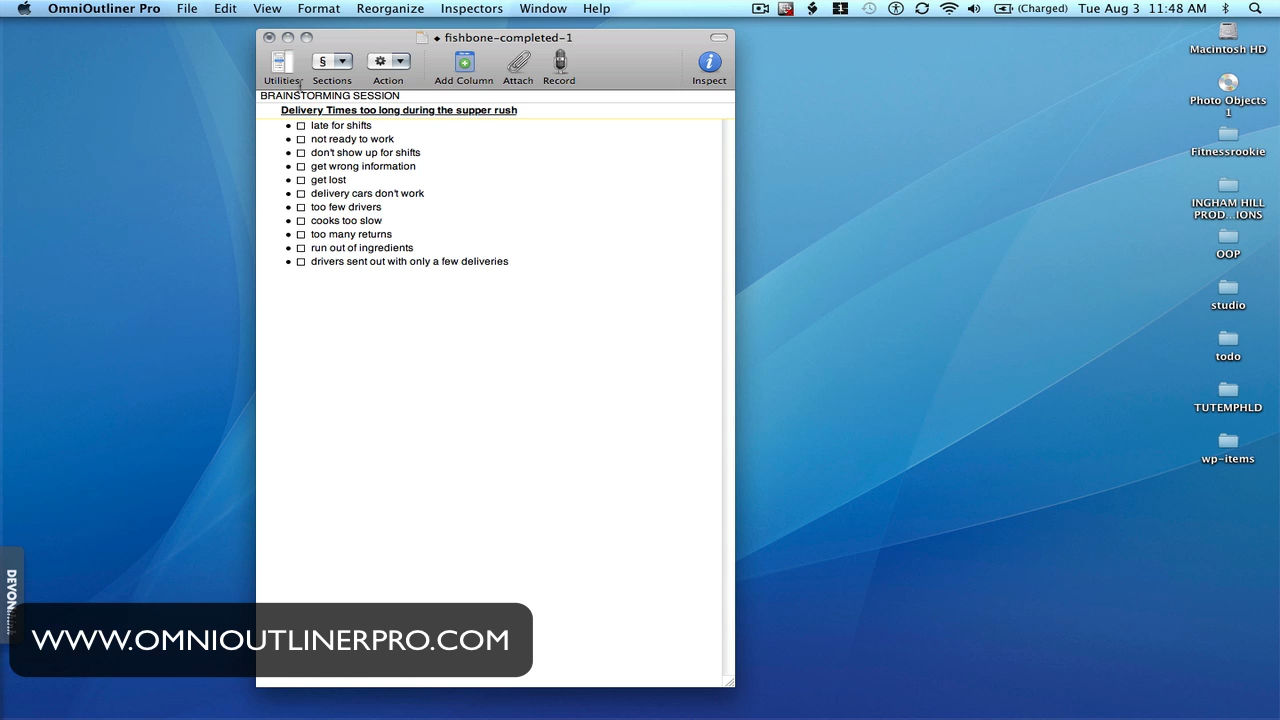 OmniOutliner Pro File Edit View Format Reorganize Inspectors Window Help (Charged) Tue Aug 3 11:48 AM
◆ fishbone-completed-1
Utilities Sections Action Add Column Attach Record Inspect
BRAINSTORMING SESSION
Delivery Times too long during the supper rush
late for shifts
not ready to work
don't show up for shifts
get wrong information
get lost
delivery cars don't work
too few drivers
cooks too slow
too many returns
run out of ingredients
drivers sent out with only a few deliveries
Macintosh HD
Photo Objects
1
Fitnessrookie
INGHAM HILL
PROD...IONS
OOP
studio
todo
TUTEMPHLD
wp-items
WWW.OMNIOUTLINERPRO.COM